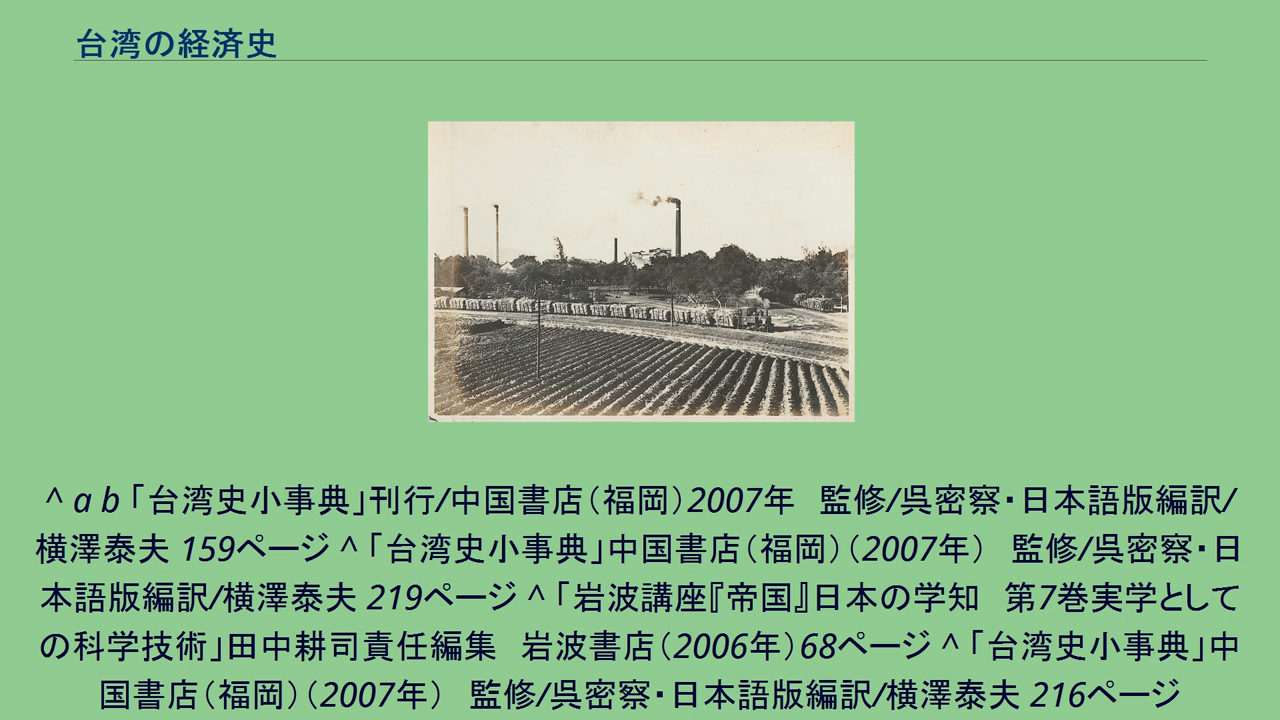 台湾の経済史
^ a b「台湾史小事典」刊行/中国書店（福岡）2007年　監修/呉密察・日本語版編訳/
横澤泰夫 159ページ ^「台湾史小事典」中国書店（福岡）（2007年）　監修/呉密察・日
本語版編訳/横澤泰夫 219ページ ^「岩波講座『帝国』日本の学知　第7巻実学として
の科学技術」田中耕司責任編集　岩波書店（2006年）68ページ ^「台湾史小事典」中
国書店（福岡）（2007年）　監修/呉密察・日本語版編訳/横澤泰夫 216ページ